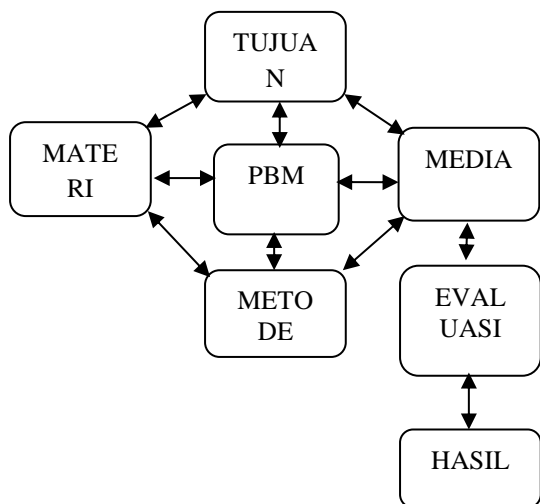 TUJUA
N
MATE
RI
PBM
MEDIA
METO
DE
EVAL
UASI
HASIL